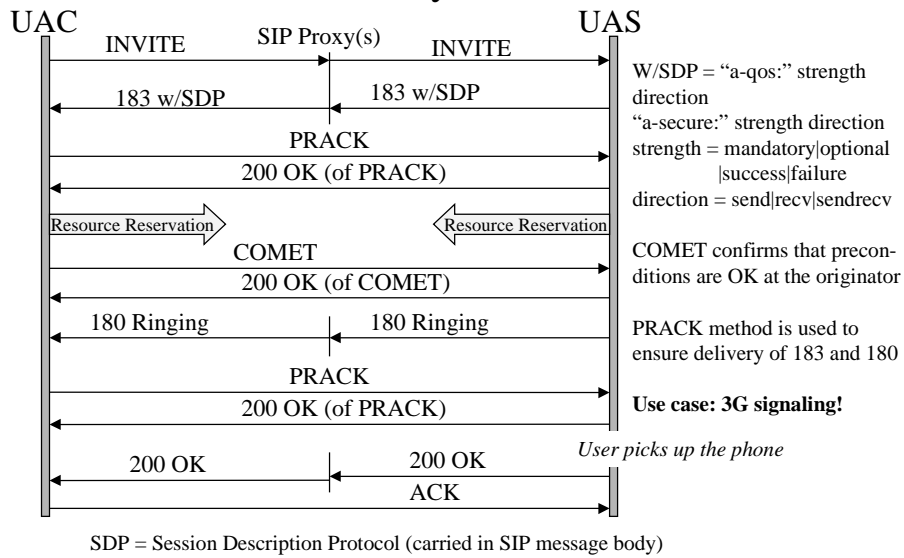 UAC
SIP Proxy(s)
UAS
INVITE
INVITE
183 w/SDP
183 w/SDP
PRACK
200 OK (of PRACK)
Resource Reservation
Resource Reservation
COMET
200 OK (of COMET)
180 Ringing
180 Ringing
PRACK
200 OK (of PRACK)
User picks up the phone
200 OK
200 OK
ACK
W/SDP = “a-qos:” strength
direction
“a-secure:” strength direction
strength = mandatory|optional
|success|failure
direction = send|recv|sendrecv
COMET confirms that precon-
ditions are OK at the originator
PRACK method is used to
ensure delivery of 183 and 180
Use case: 3G signaling!
SDP = Session Description Protocol (carried in SIP message body)